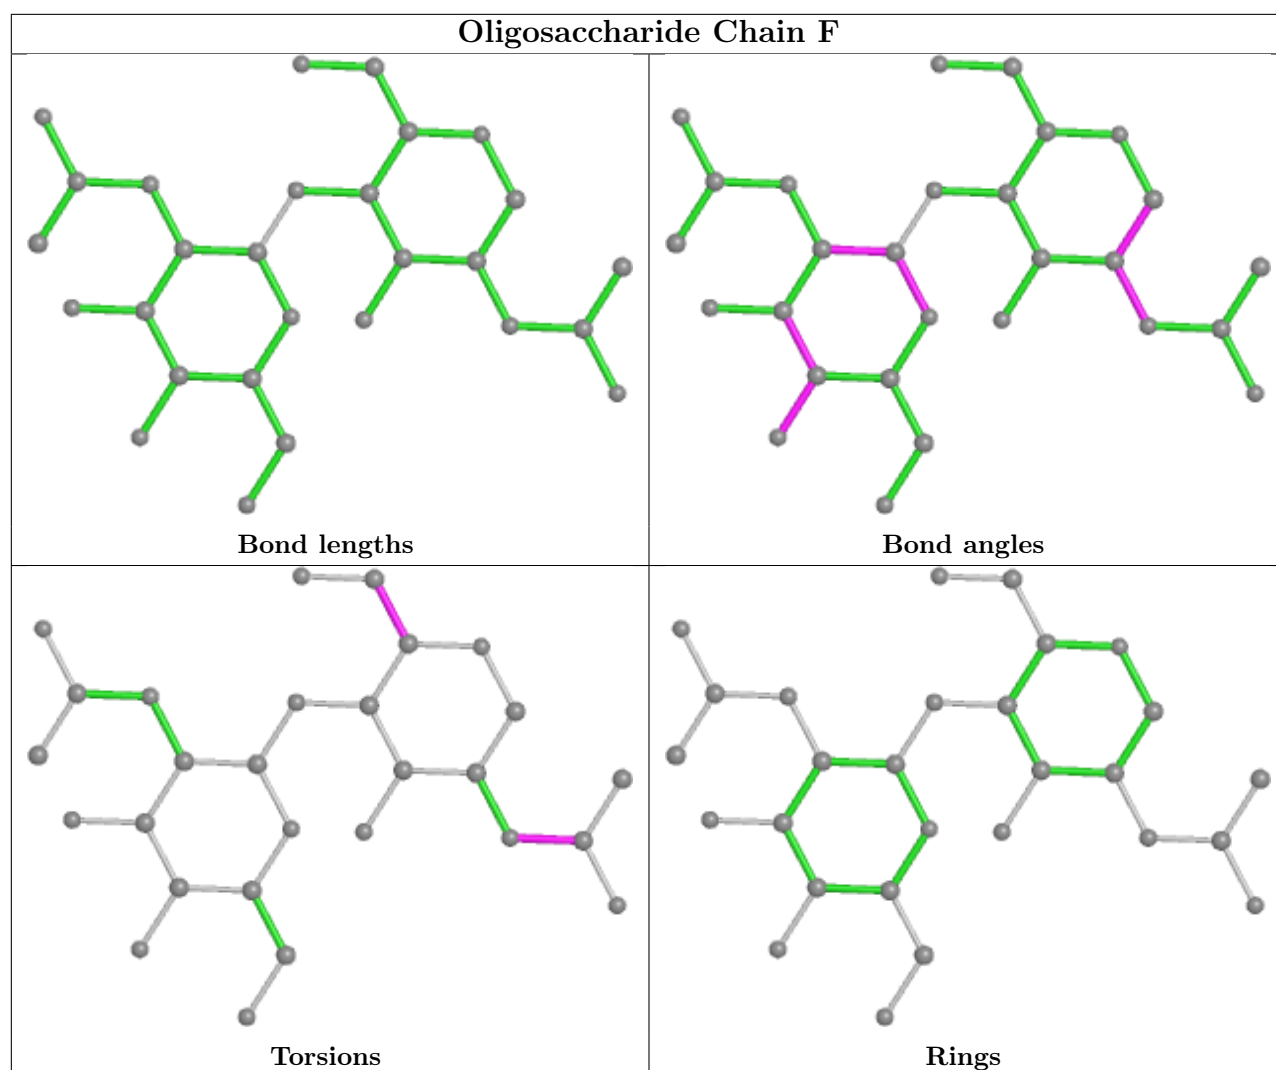 Oligosaccharide Chain F
Bond lengths
Bond angles
Torsions
Rings